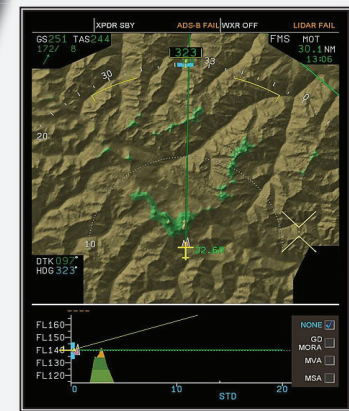 XPDR SBY ADS-B FAIL WXR OFF LIDAR FAIL
GS251 TAS244 FMS MOT
172/ 8 323 30.1NM
13:06
30 33 0
20
10
DTK 097°
HDG 323°
FL160
FL150
FL140
FL130
FL120
0 10 20
STD
NONE
GD
MORA
MVA
MSA